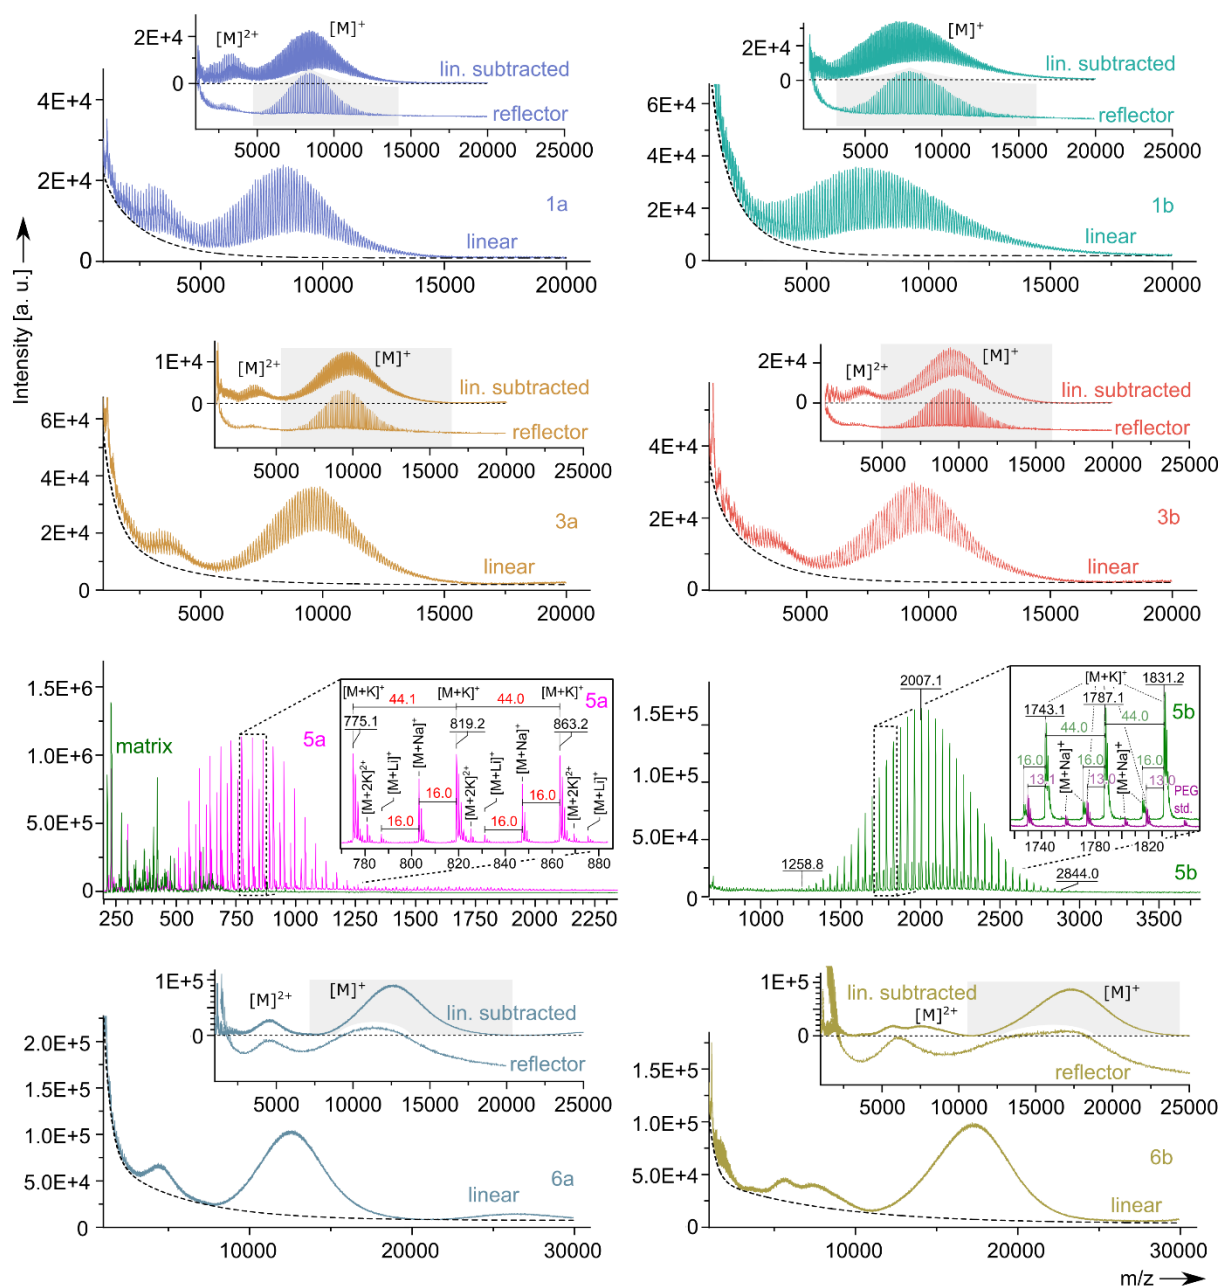 Intensity [a. u.]
2E+4
0
[M]²⁺
[M]⁺
lin. subtracted
reflector
5000 10000 15000 20000 25000
4E+4
2E+4
0
1a
linear
5000 10000 15000 20000
2E+4
0
[M]⁺
lin. subtracted
reflector
5000 10000 15000 20000 25000
6E+4
4E+4
2E+4
0
1b
linear
5000 10000 15000 20000
1E+4
0
[M]²⁺
[M]⁺
lin. subtracted
reflector
5000 10000 15000 20000 25000
6E+4
4E+4
2E+4
0
3a
linear
5000 10000 15000 20000
2E+4
0
[M]²⁺
[M]⁺
lin. subtracted
reflector
5000 10000 15000 20000 25000
4E+4
2E+4
0
3b
linear
5000 10000 15000 20000
1.5E+6
1.0E+6
5.0E+5
0
matrix
5a
[M+K]⁺ 44.1 [M+K]⁺ 44.0 [M+K]⁺ 5a
775.1 819.2 863.2
[M+2K]²⁺ [M+Li]⁺ [M+Na]⁺ [M+2K]²⁺ [M+Li]⁺ [M+Na]⁺ [M+2K]²⁺ [M+Li]⁺
16.0 16.0 16.0 16.0
780 800 820 840 860 880
250 500 750 1000 1250 1500 1750 2000 2250
1.5E+5
1.0E+5
5.0E+4
0
2007.1
1258.8
2844.0
5b
[M+K]⁺ 1831.2
1743.1 1787.1 5b
44.0 44.0
16.0 16.0 16.0
13.1 [M+Na]⁺ 13.0 [M+Na]⁺ 13.0 PEG
std.
1740 1780 1820
1000 1500 2000 2500 3000 3500
1E+5
0
[M]²⁺
[M]⁺
lin. subtracted
reflector
5000 10000 15000 20000 25000
2.0E+5
1.5E+5
1.0E+5
5.0E+4
0
6a
linear
10000 20000 30000
1E+5
0
lin. subtracted
[M]²⁺
[M]⁺
reflector
5000 10000 15000 20000 25000
1.5E+5
1.0E+5
5.0E+4
0
6b
linear
10000 20000 30000
m/z